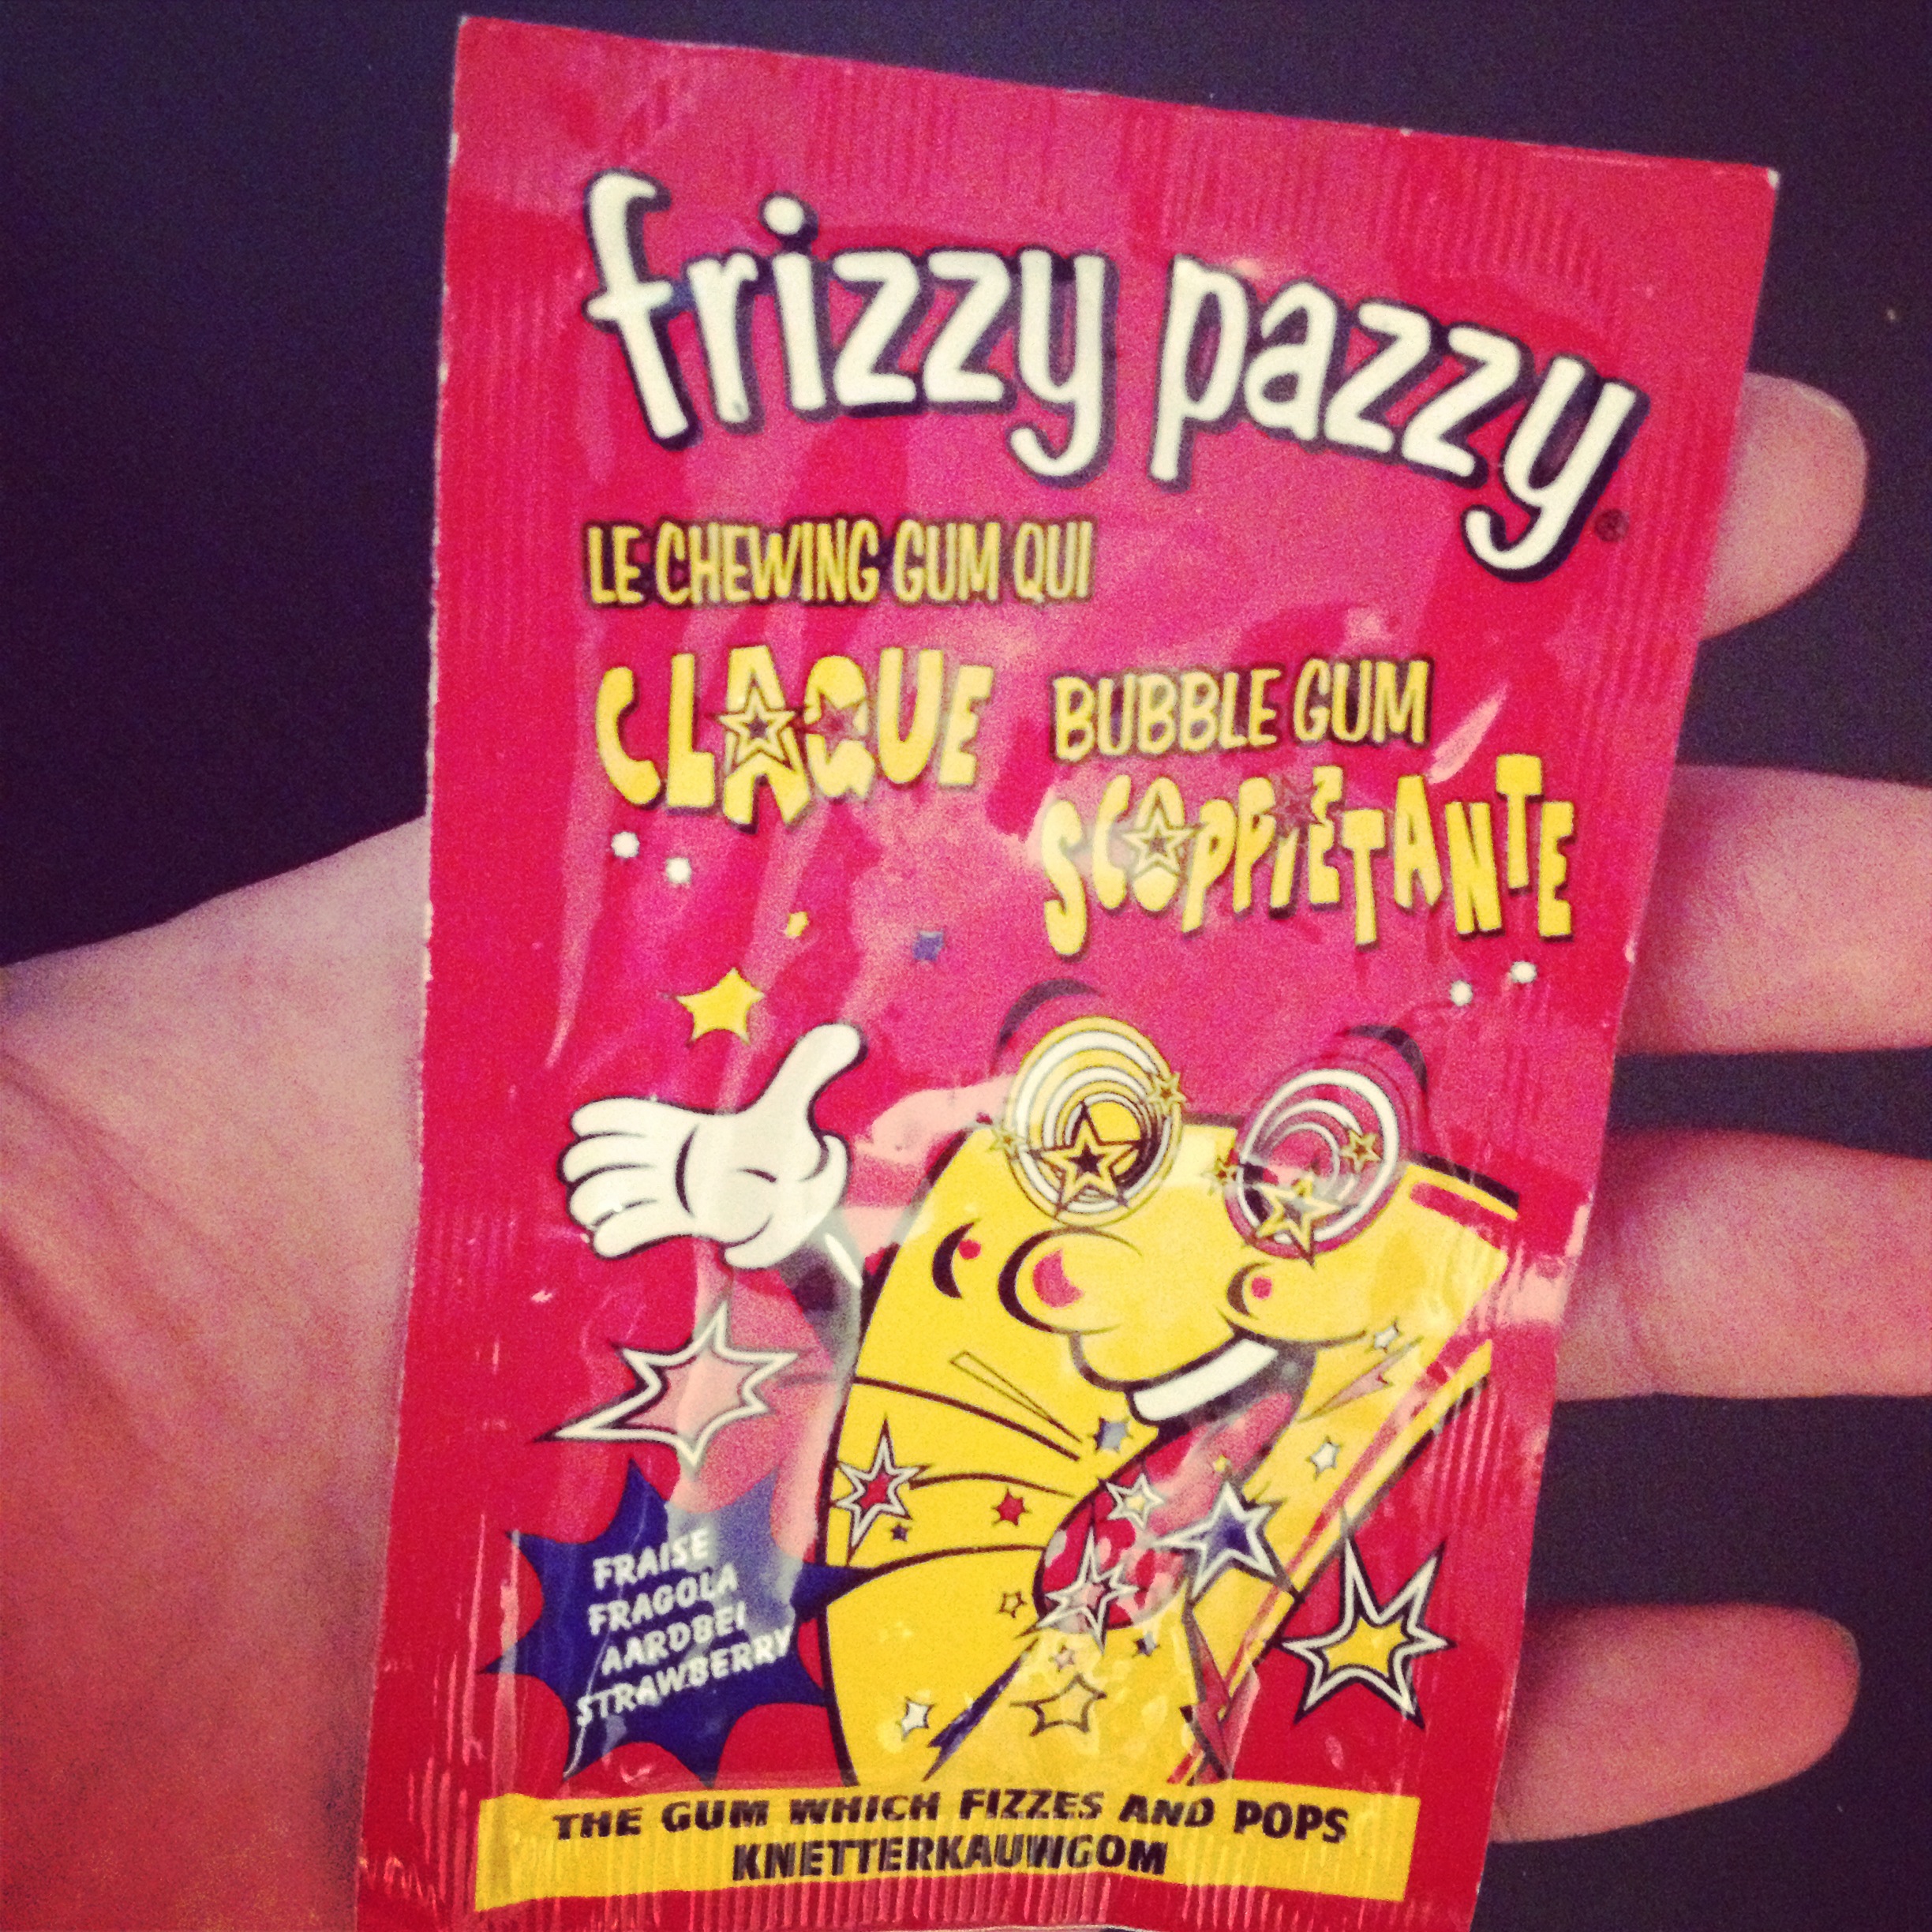 frizzy pazzy®
LE CHEWING GUM QUI
CLAQUE
BUBBLE GUM
SCOPPIETANTE
FRAISE
FRAGOLA
AARDBEI
STRAWBERRY
THE GUM WHICH FIZZES AND POPS
KNETTERKAUWGOM